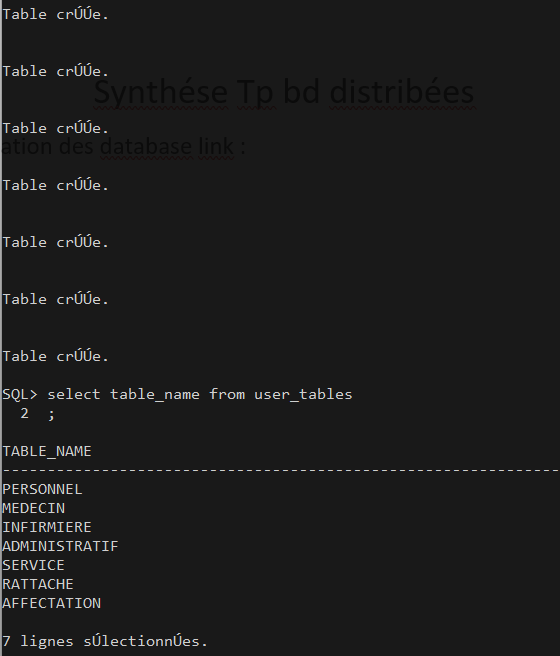 Table crÚÚe.
Table crÚÚe.
Synthése Tp bd distribées
Table crÚÚe.
ation des database link :
Table crÚÚe.
Table crÚÚe.
Table crÚÚe.
Table crÚÚe.
SQL> select table_name from user_tables
2 ;
TABLE_NAME
--------------------------------------------------------------
PERSONNEL
MEDECIN
INFIRMIERE
ADMINISTRATIF
SERVICE
RATTACHE
AFFECTATION
7 lignes sÚlectionnÚes.